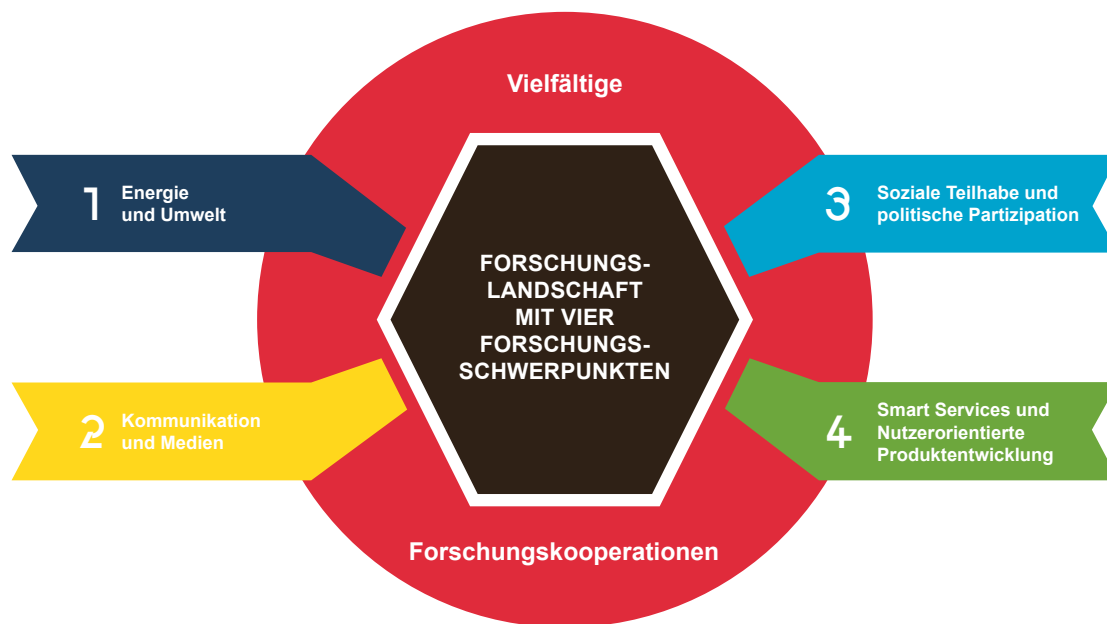 Vielfältige
1 Energie
und Umwelt
2 Kommunikation
und Medien
FORSCHUNGS-
LANDSCHAFT
MIT VIER
FORSCHUNGS-
SCHWERPUNKTEN
3 Soziale Teilhabe und
politische Partizipation
4 Smart Services und
Nutzerorientierte
Produktentwicklung
Forschungskooperationen